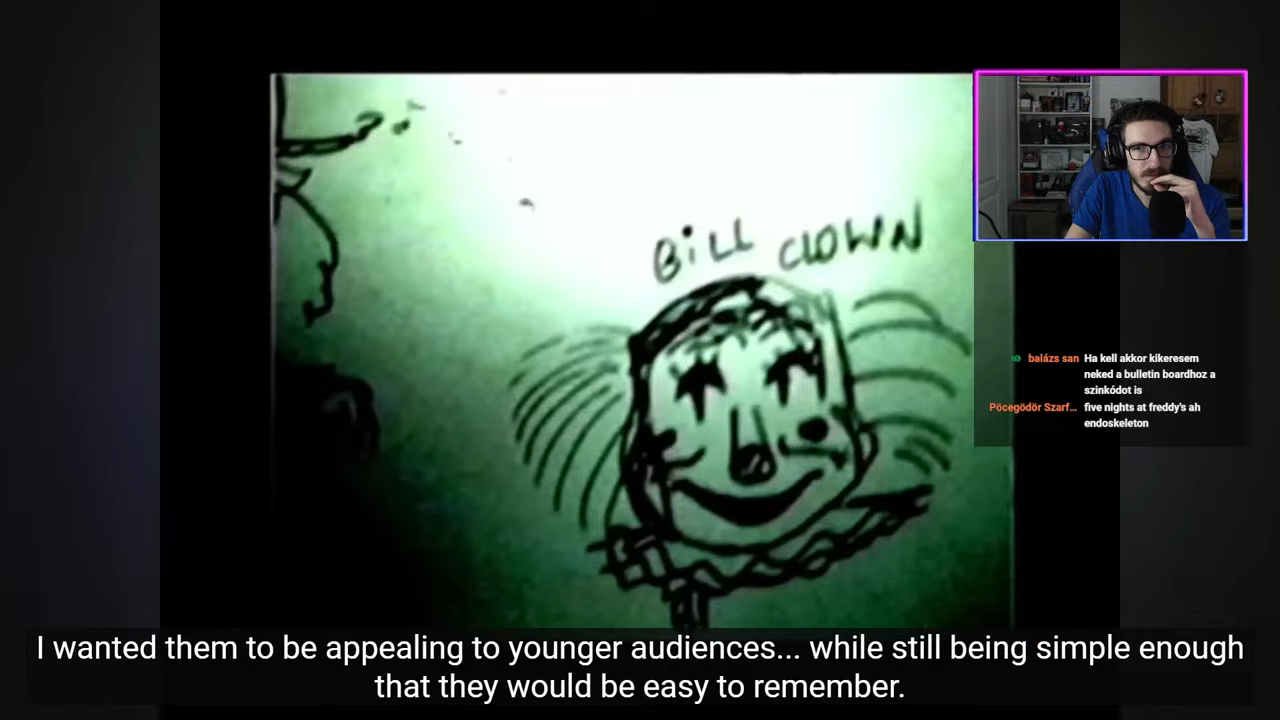 BiLL CLOWN
balázs san Ha kell akkor kikeresem
neked a bulletin boardhoz a
szinkódot is
Pöcegödör Szarf... five nights at freddy's ah
endoskeleton
I wanted them to be appealing to younger audiences... while still being simple enough
that they would be easy to remember.